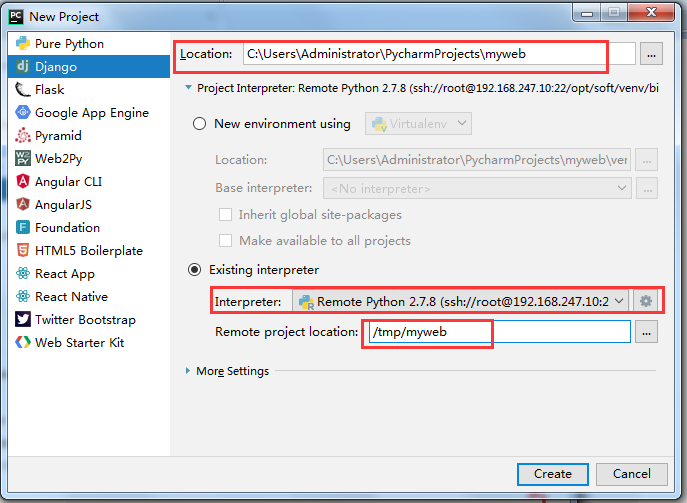 PC New Project
Pure Python
dj Django
Flask
Google App Engine
Pyramid
Web2Py
Angular CLI
AngularJS
Foundation
HTML5 Boilerplate
React App
React Native
Twitter Bootstrap
Web Starter Kit
Location: C:\Users\Administrator\PycharmProjects\myweb ...
Project Interpreter: Remote Python 2.7.8 (ssh://root@192.168.247.10:22/opt/soft/venv/bi
New environment using Virtualenv
Location: C:\Users\Administrator\PycharmProjects\myweb\ver ...
Base interpreter: <No interpreter> ...
Inherit global site-packages
Make available to all projects
Existing interpreter
Interpreter: Remote Python 2.7.8 (ssh://root@192.168.247.10:2
Remote project location: /tmp/myweb ...
More Settings
Create Cancel